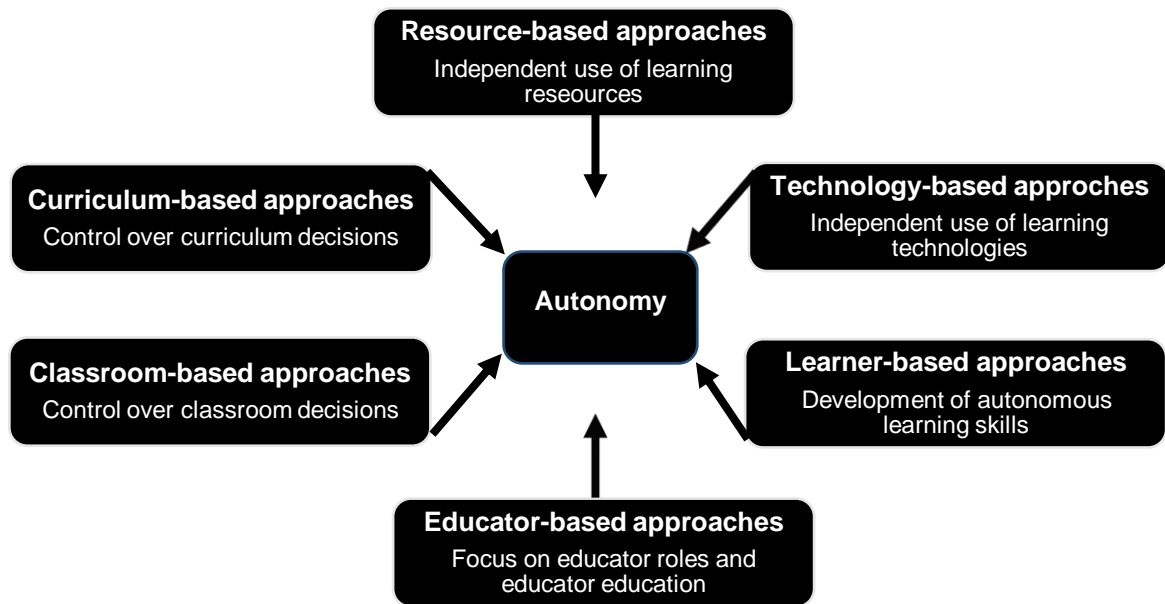 Resource-based approaches
Independent use of learning
reseources
Curriculum-based approaches
Control over curriculum decisions
Technology-based approches
Independent use of learning
technologies
Autonomy
Classroom-based approaches
Control over classroom decisions
Learner-based approaches
Development of autonomous
learning skills
Educator-based approaches
Focus on educator roles and
educator education